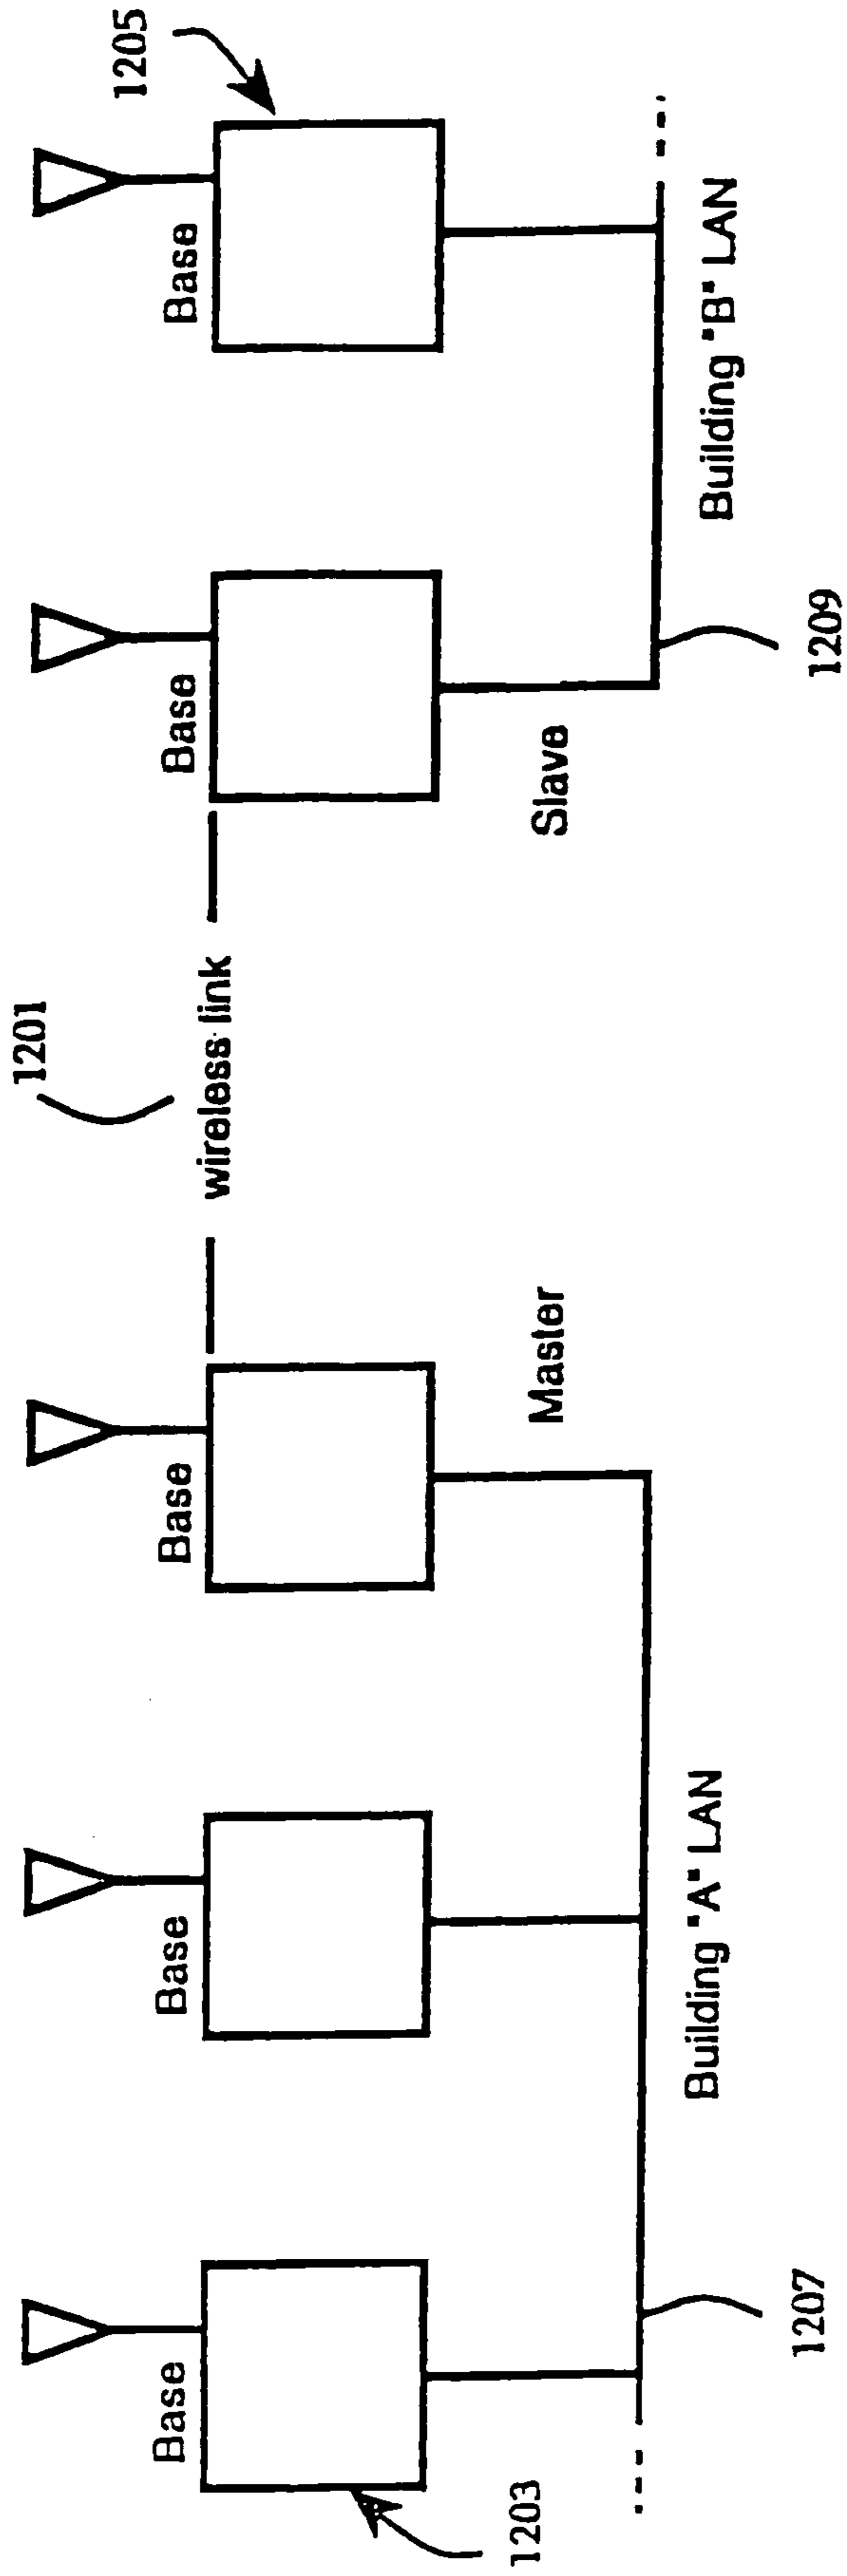 1201
1205
Base
Base
Base
wireless link
Base
Base
1203
Master
Slave
1207
Building "A" LAN
1209
Building "B" LAN